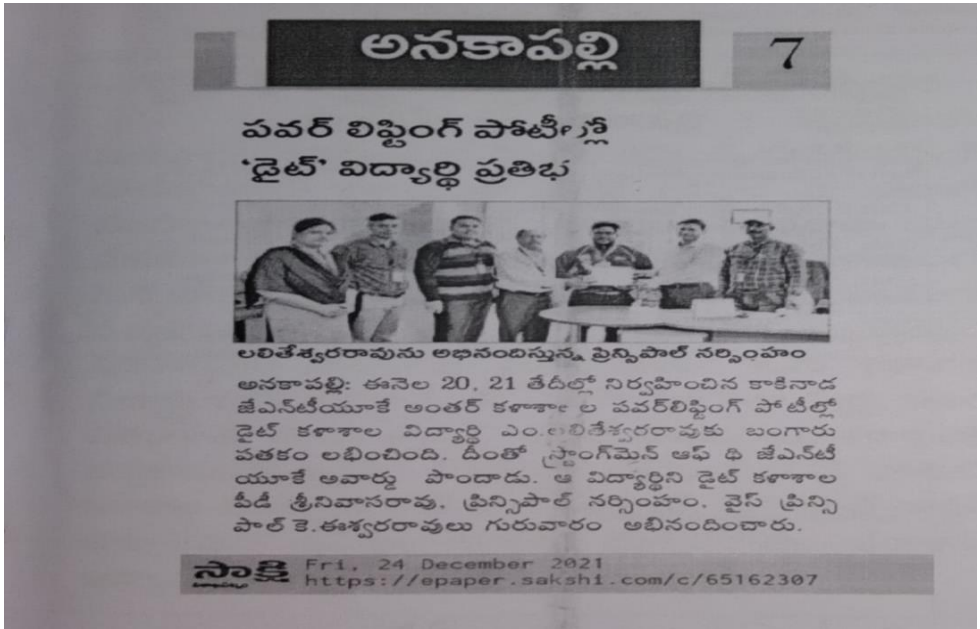 అనకాపల్లి
7
పవర్ లిఫ్టింగ్ పోటీల్లో
'డైట్' విద్యార్థి ప్రతిభ
లలితేశ్వరరావును అభినందిస్తున్న ప్రిన్సిపాల్ నర్సింహం
అనకాపల్లి: ఈనెల 20, 21 తేదీల్లో నిర్వహించిన కాకినాడ
జేఎన్‌టీయూకే అంతర్ కళాశాల పవర్‌లిఫ్టింగ్ పోటీల్లో
డైట్ కళాశాల విద్యార్థి ఎం.లలితేశ్వరరావుకు బంగారు
పతకం లభించింది. దీంతో స్ట్రాంగ్‌మెన్ ఆఫ్ థి జేఎన్‌టీ
యూకే అవార్డు పొందాడు. ఆ విద్యార్థిని డైట్ కళాశాల
పీడీ శ్రీనివాసరావు, ప్రిన్సిపాల్ నర్సింహం, వైస్ ప్రిన్సి
పాల్ కె.ఈశ్వరరావులు గురువారం అభినందించారు.
సాక్షి Fri, 24 December 2021
https://epaper.sakshi.com/c/65162307